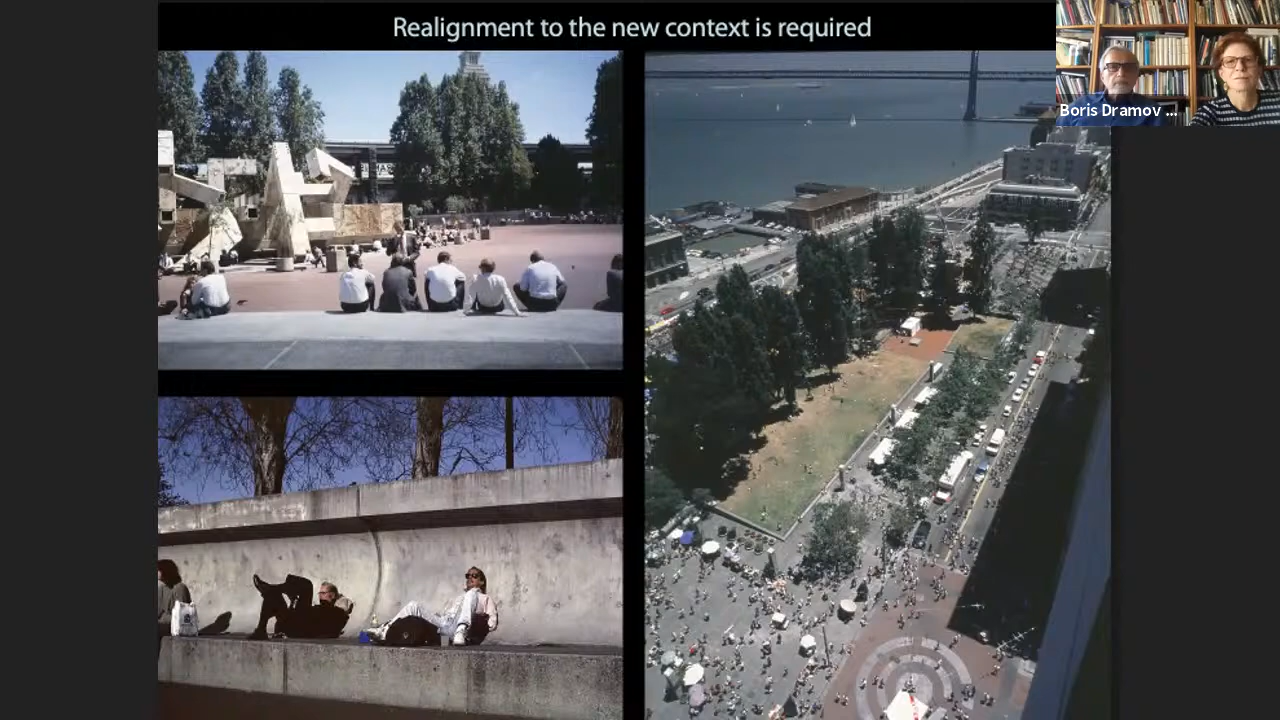 Realignment to the new context is required
Boris Dramov ...